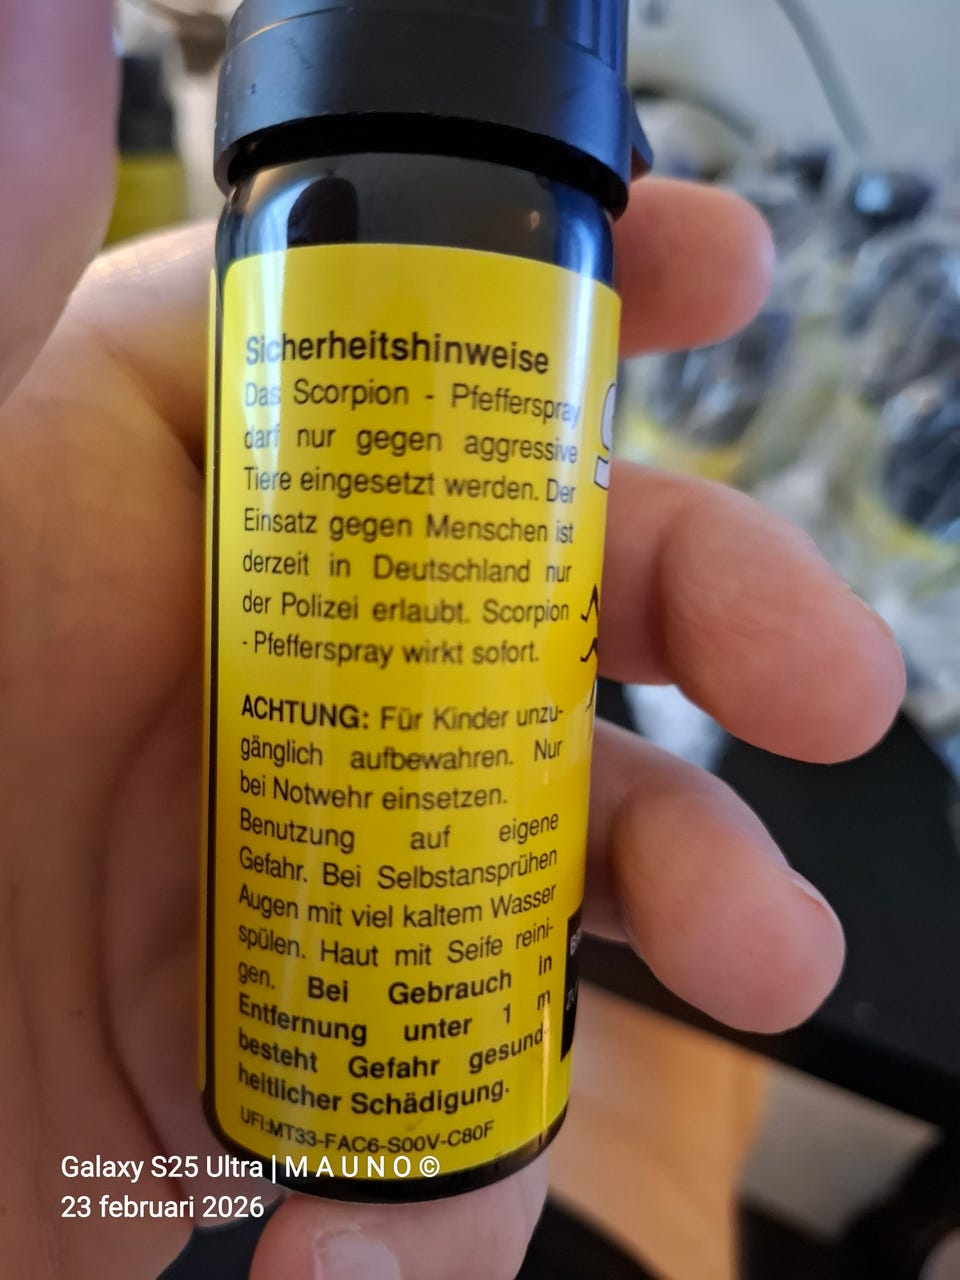 Sicherheitshinweise
Das Scorpion - Pfefferspray
darf nur gegen aggressive
Tiere eingesetzt werden. Der
Einsatz gegen Menschen ist
derzeit in Deutschland nur
der Polizei erlaubt. Scorpion
- Pfefferspray wirkt sofort.
ACHTUNG: Für Kinder unzu-
gänglich aufbewahren. Nur
bei Notwehr einsetzen.
Benutzung auf eigene
Gefahr. Bei Selbstansprühen
Augen mit viel kaltem Wasser
spülen. Haut mit Seife reini-
gen. Bei Gebrauch in
Entfernung unter 1 m
besteht Gefahr gesund-
heitlicher Schädigung.
UFI:MT33-FAC6-S00V-C80F
Galaxy S25 Ultra | M A U N O ©
23 februari 2026